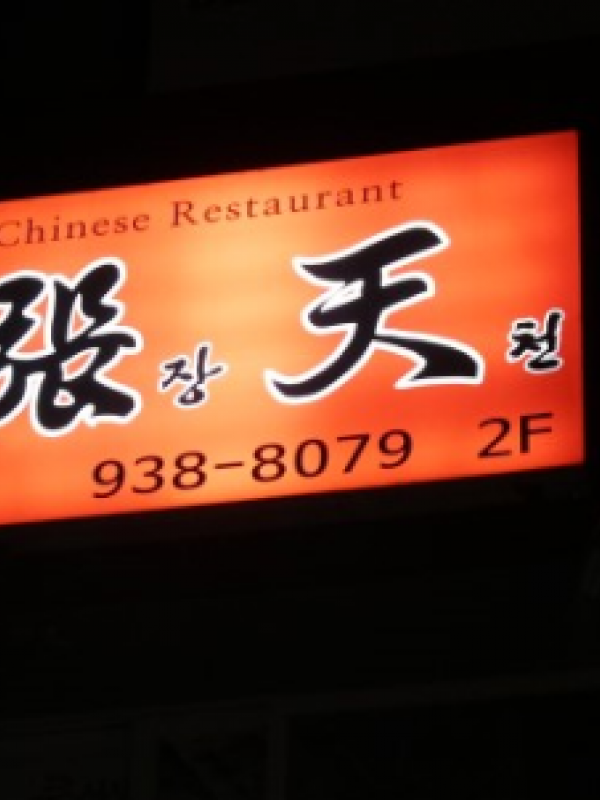 Chinese Restaurant
張 장 天 천
938-8079 2F